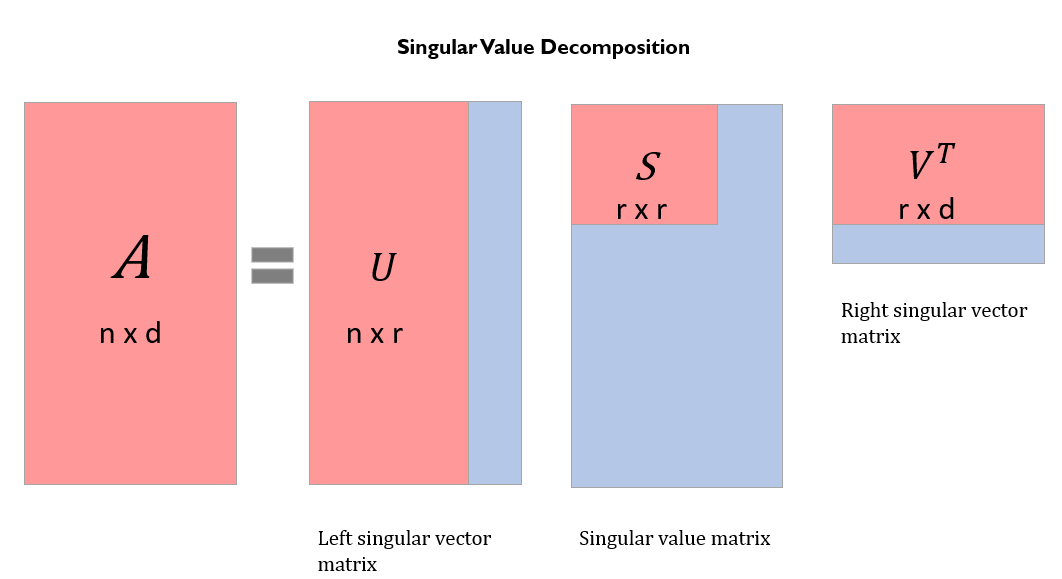 Singular Value Decomposition
A
n x d
=
U
n x r
S
r x r
V^T
r x d
Right singular vector
matrix
Left singular vector
matrix
Singular value matrix